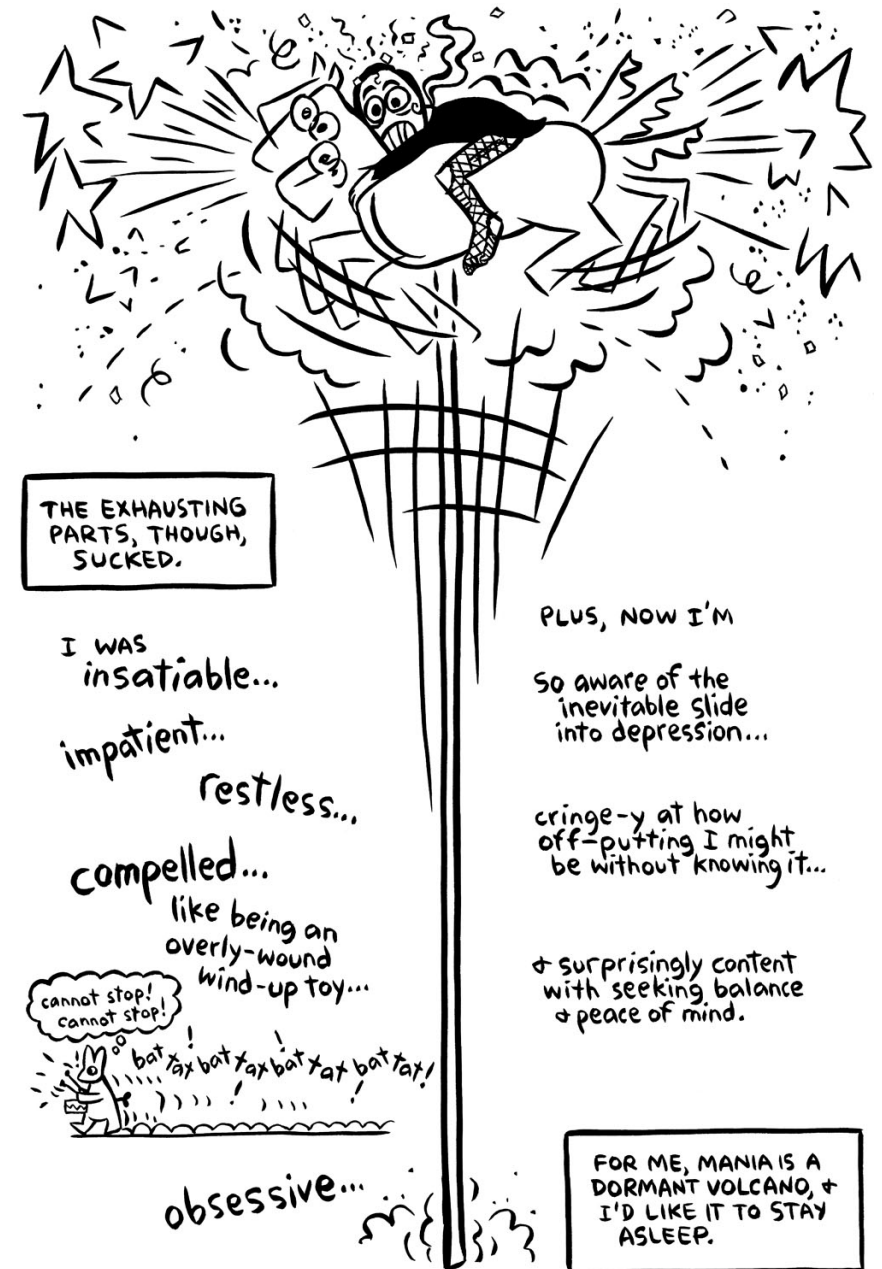 THE EXHAUSTING
PARTS, THOUGH,
SUCKED.
I WAS
insatiable...
impatient...
restless...
compelled...
like being an
overly-wound
wind-up toy...
cannot stop!
cannot stop!
bat tax bat tax bat tat bat tat!
obsessive...
PLUS, NOW I'M
so aware of the
inevitable slide
into depression...
cringe-y at how
off-putting I might
be without knowing it...
& surprisingly content
with seeking balance
& peace of mind.
FOR ME, MANIA IS A
DORMANT VOLCANO, &
I'D LIKE IT TO STAY
ASLEEP.